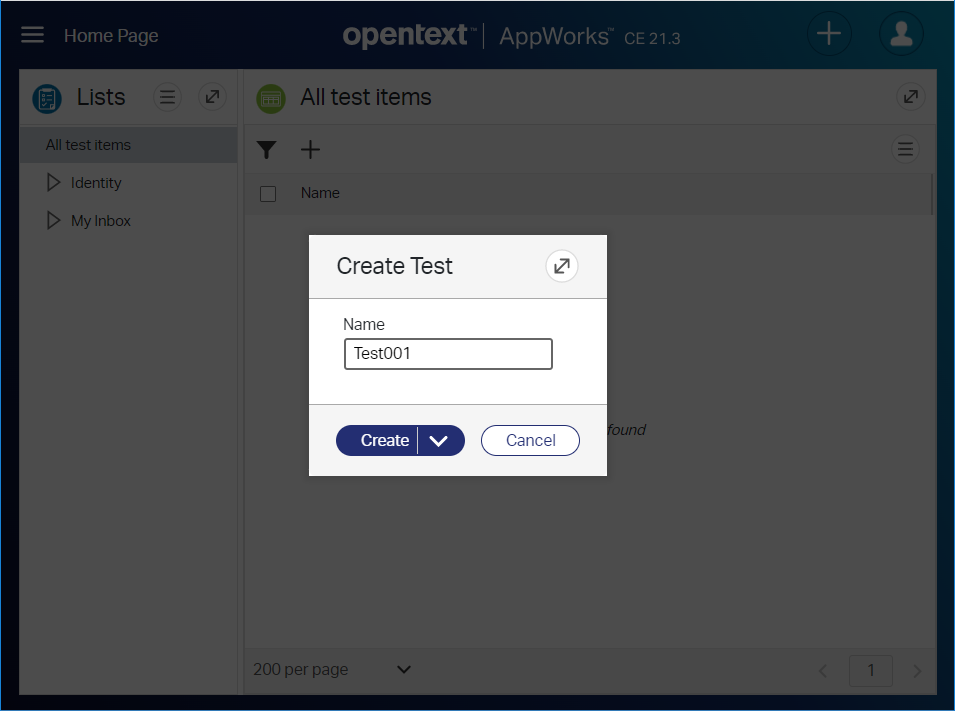 Home Page
opentext™ | AppWorks™ CE 21.3
Lists
All test items
All test items
Identity
My Inbox
Name
Create Test
Name
Test001
Create
Cancel
found
200 per page
1